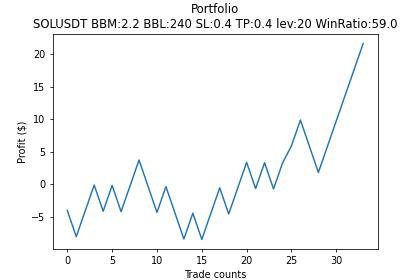 Portfolio
SOLUSDT BBM:2.2 BBL:240 SL:0.4 TP:0.4 lev:20 WinRatio:59.0
Profit ($)
20
15
10
5
0
−5
0 5 10 15 20 25 30
Trade counts